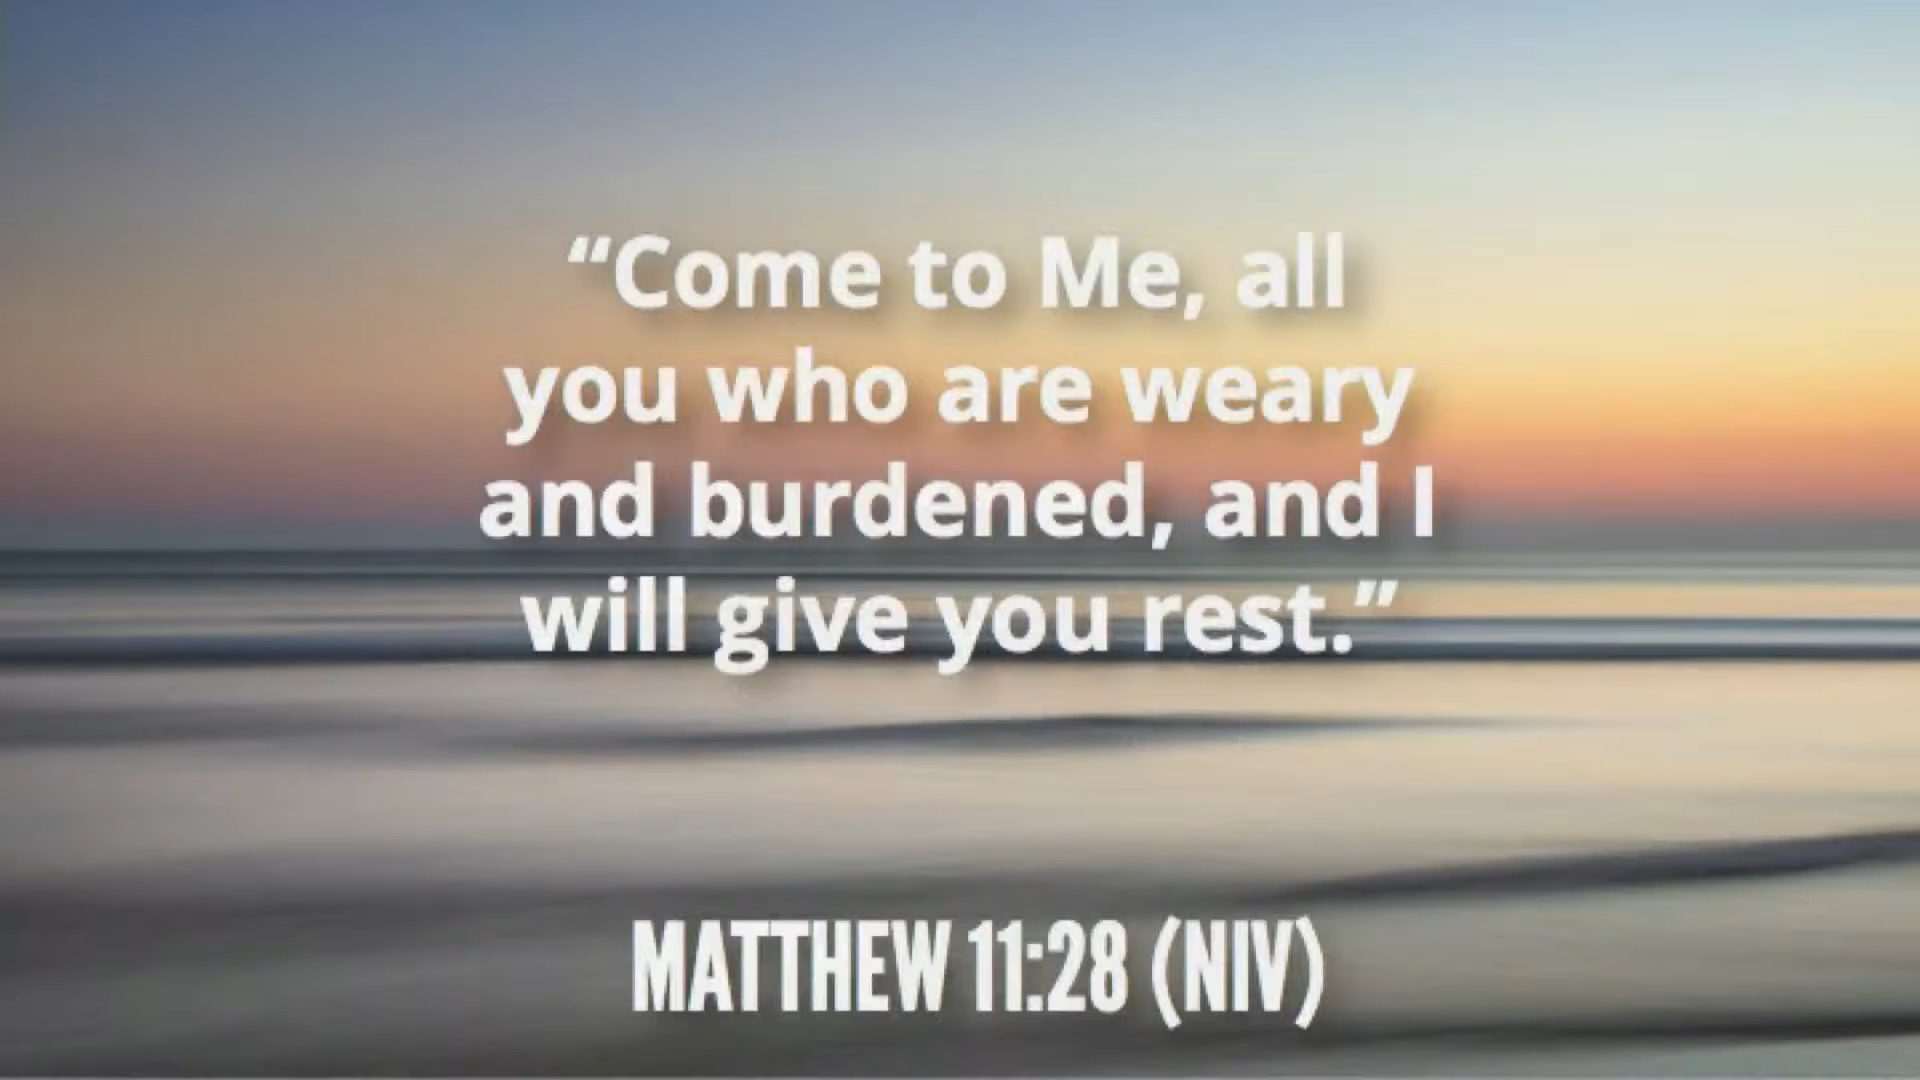 “Come to Me, all
you who are weary
and burdened, and I
will give you rest.”
MATTHEW 11:28 (NIV)